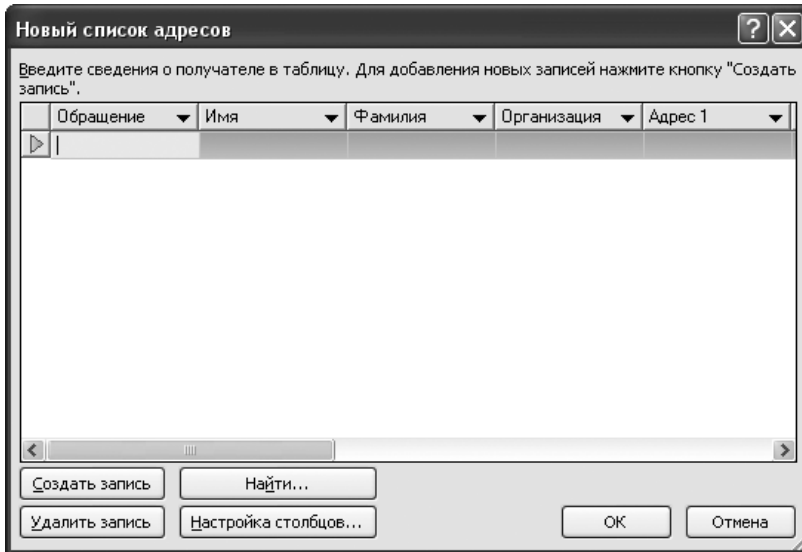 Новый список адресов
Введите сведения о получателе в таблицу. Для добавления новых записей нажмите кнопку "Создать
запись".
Обращение Имя Фамилия Организация Адрес 1
Создать запись Найти...
Удалить запись Настройка столбцов... ОК Отмена